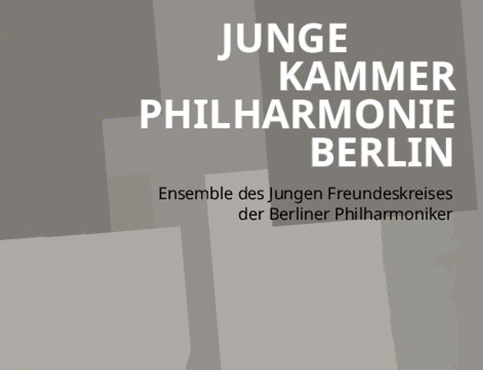 JUNGE
KAMMER
PHILHARMONIE
BERLIN
Ensemble des Jungen Freundeskreises
der Berliner Philharmoniker